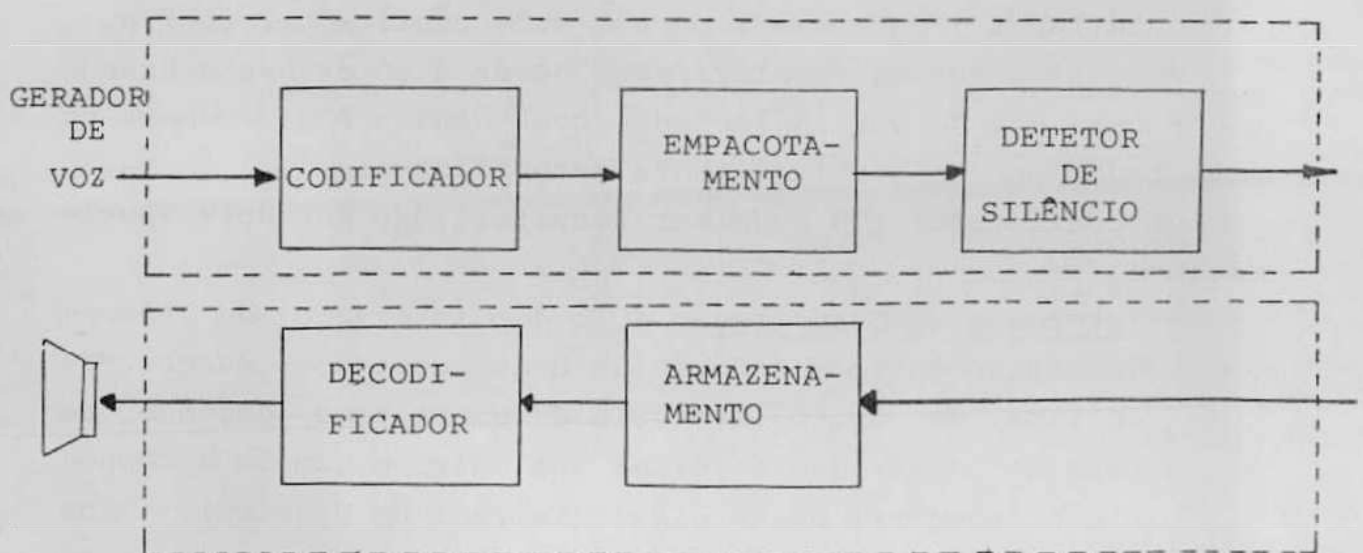 GERADOR
DE
VOZ
CODIFICADOR
EMPACOTA-
MENTO
DETETOR
DE
SILÊNCIO
DECODI-
FICADOR
ARMAZENA-
MENTO